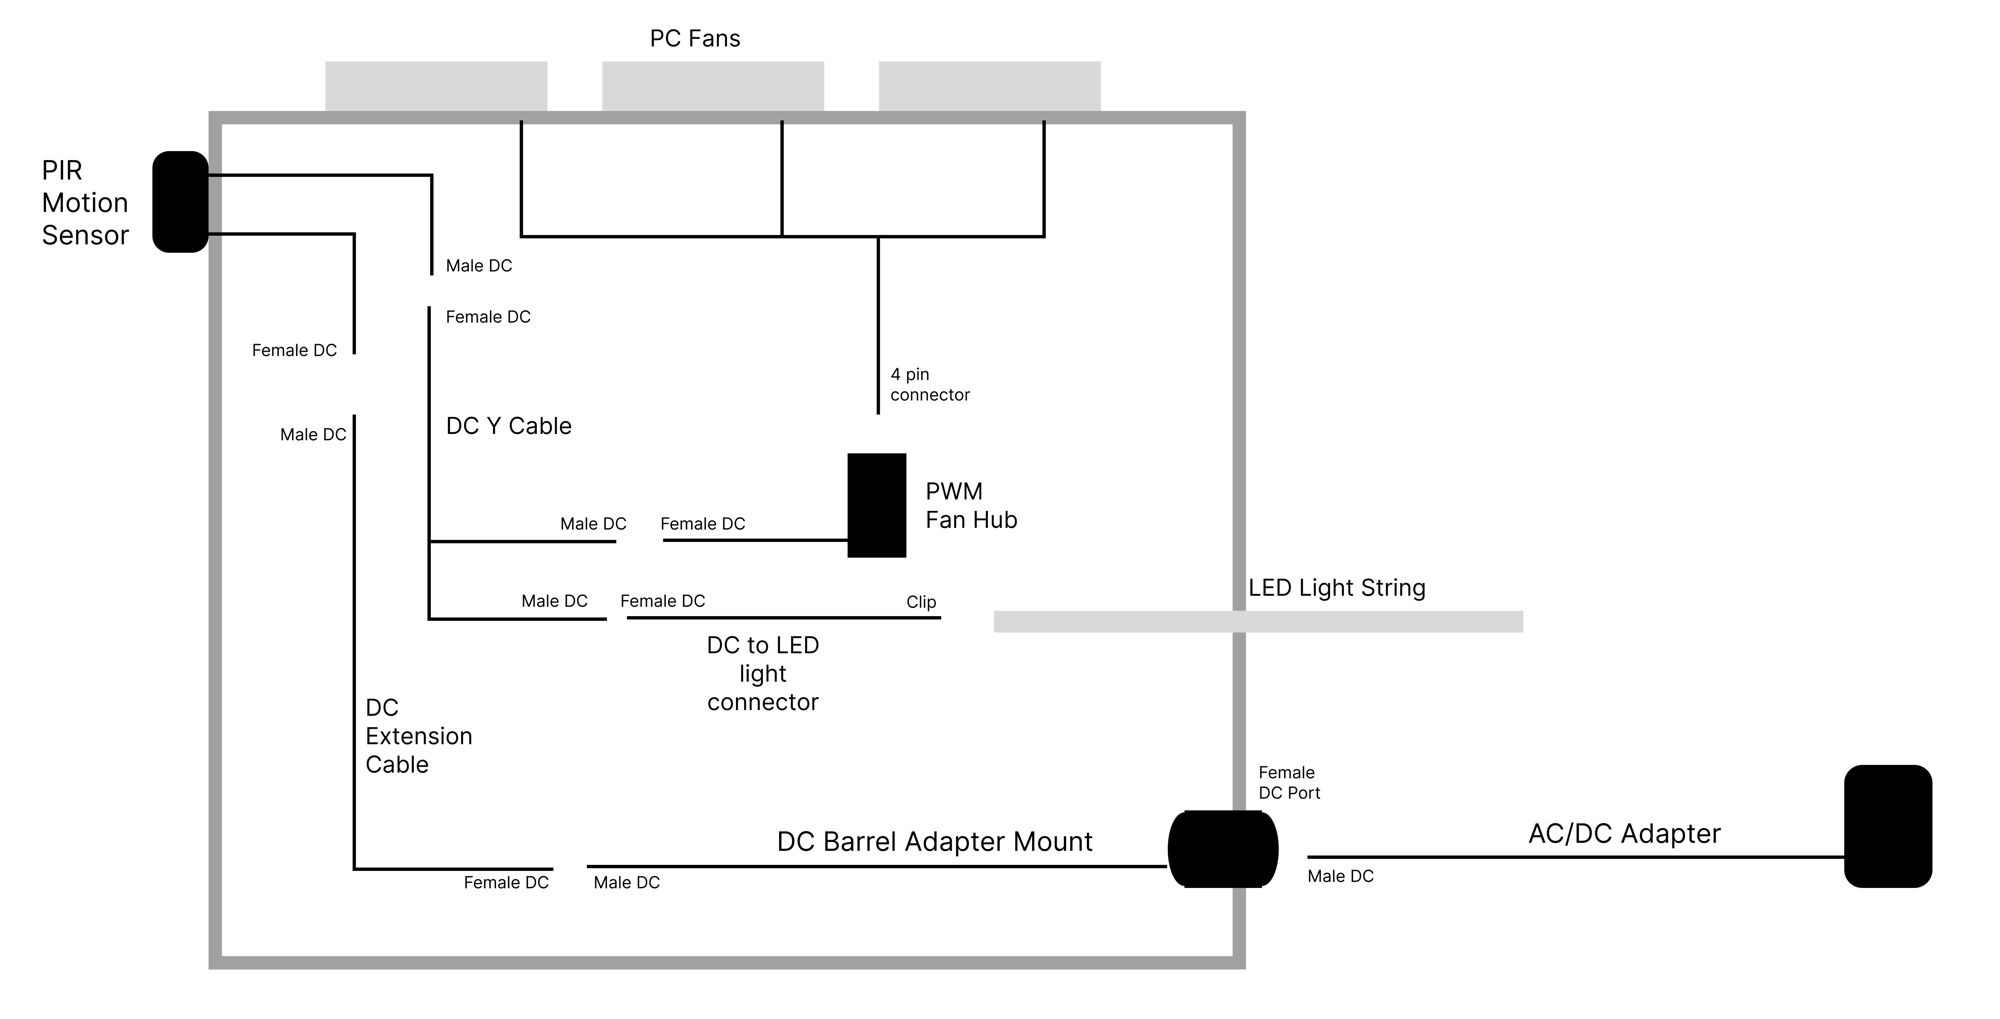 PC Fans
PIR
Motion
Sensor
Male DC
Female DC
Female DC
4 pin
connector
DC Y Cable
Male DC
PWM
Fan Hub
Male DC
Female DC
LED Light String
Male DC
Female DC
Clip
DC to LED
light
connector
DC
Extension
Cable
Female
DC Port
DC Barrel Adapter Mount
AC/DC Adapter
Female DC
Male DC
Male DC